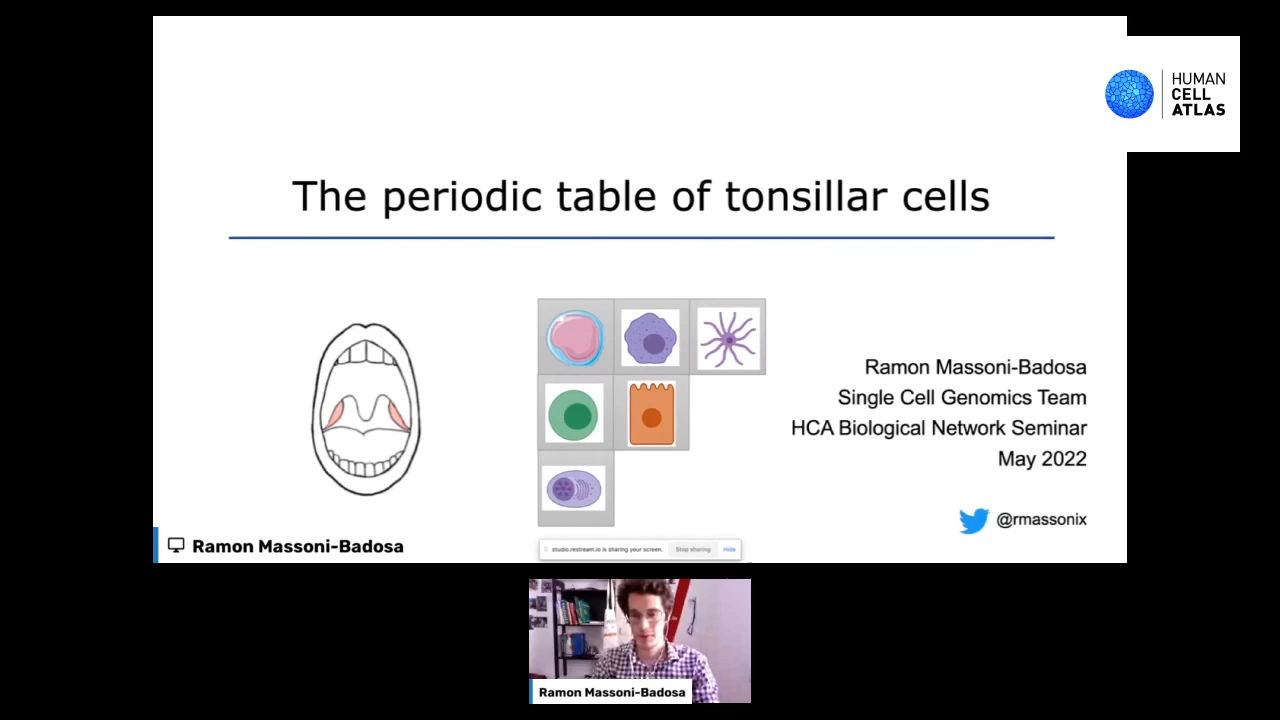 HUMAN
CELL
ATLAS
The periodic table of tonsillar cells
Ramon Massoni-Badosa
Single Cell Genomics Team
HCA Biological Network Seminar
May 2022
@rmassonix
Ramon Massoni-Badosa
studio.restream.io is sharing your screen. Stop sharing Hide
Ramon Massoni-Badosa